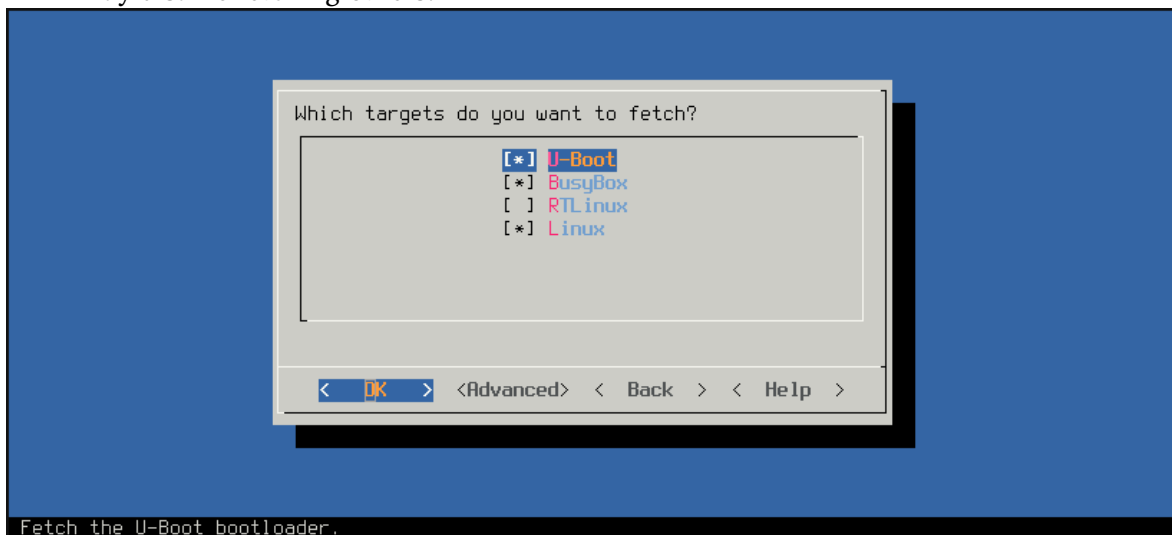 Which targets do you want to fetch?
[*] U-Boot
[*] BusyBox
[ ] RTLinux
[*] Linux
< OK > <Advanced> < Back > < Help >
Fetch the U-Boot bootloader.